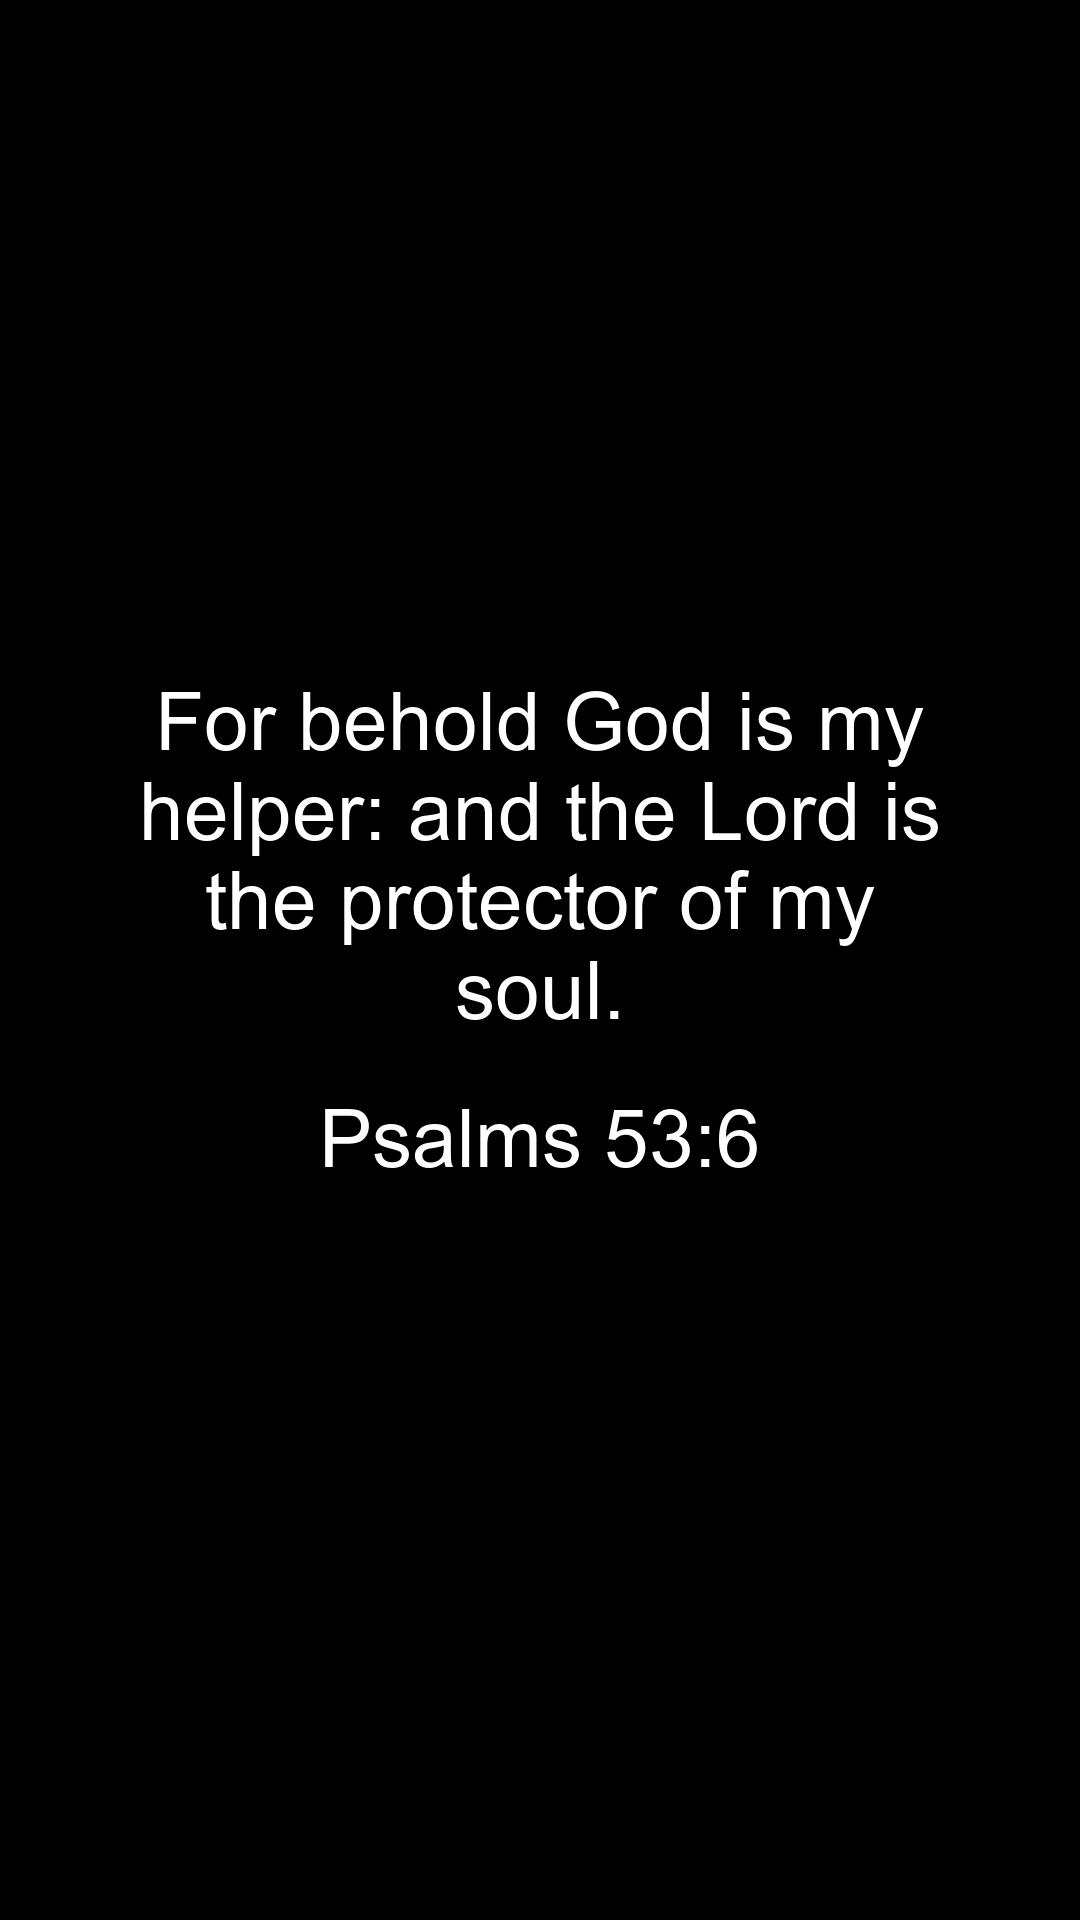 For behold God is my
helper: and the Lord is
the protector of my
soul.
Psalms 53:6